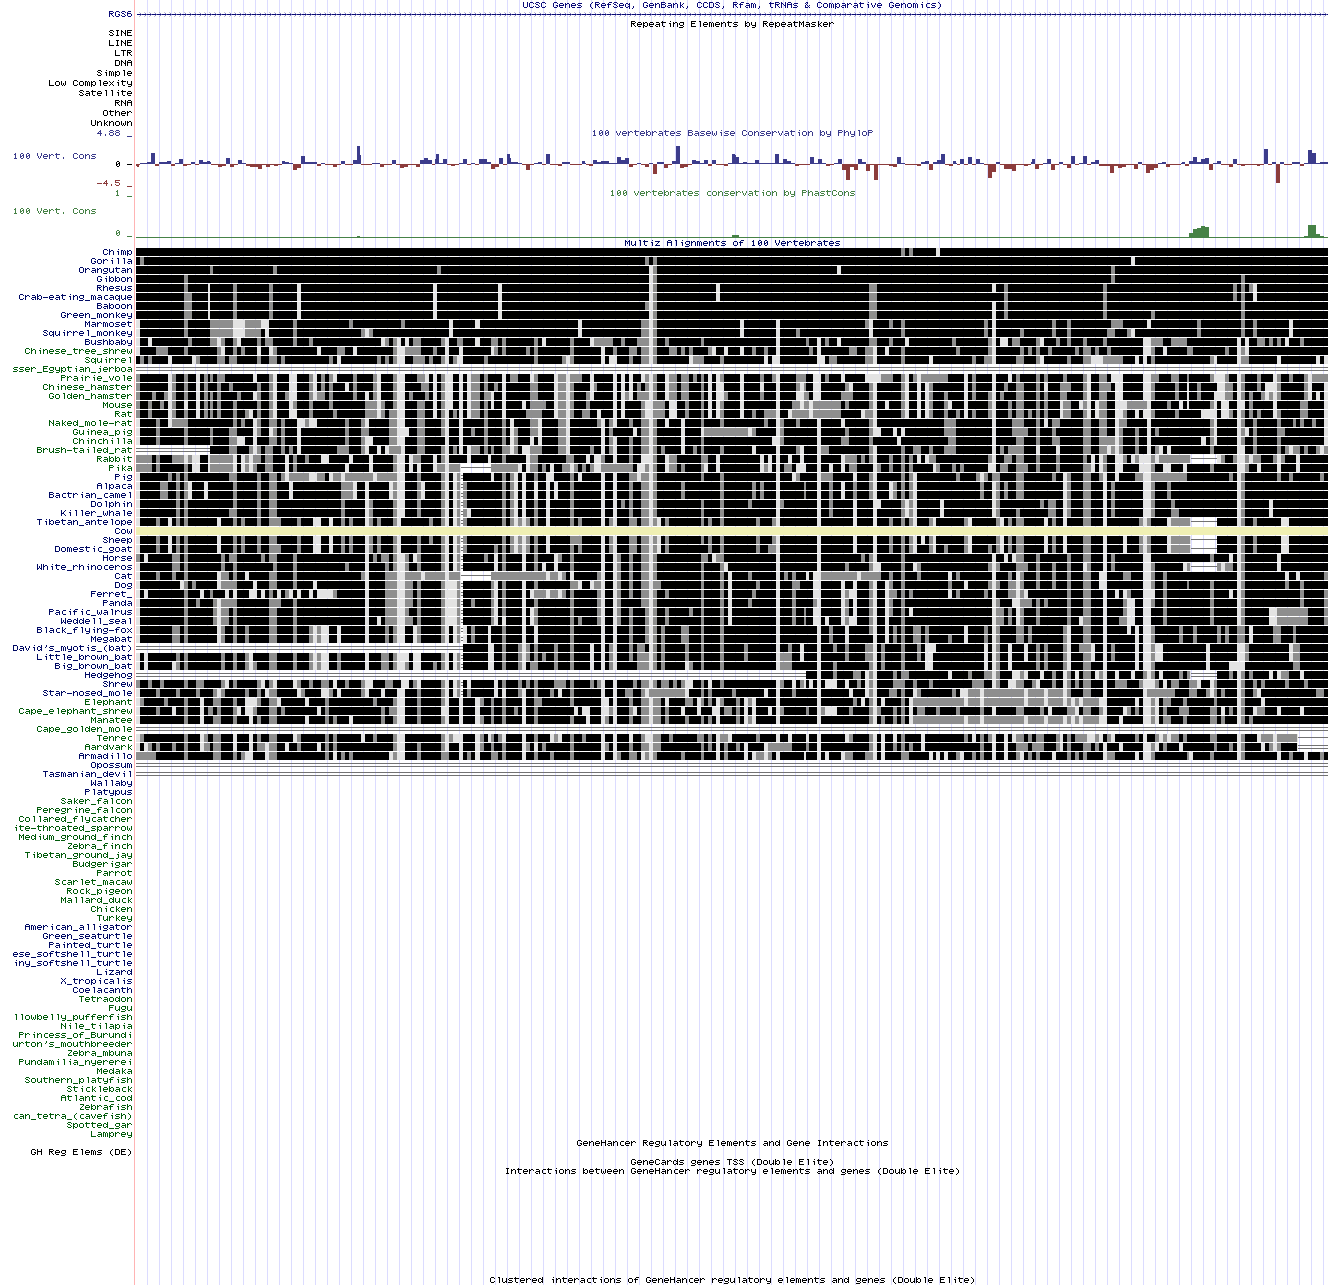 UCSC Genes (RefSeq, GenBank, CCDS, Rfam, tRNAs & Comparative Genomics)
RGS6
Repeating Elements by RepeatMasker
SINE
LINE
LTR
DNA
Simple
Low Complexity
Satellite
RNA
Other
Unknown
4.88 _
100 vertebrates Basewise Conservation by PhyloP
100 Vert. Cons
0 _
-4.5 _
1 _
100 vertebrates conservation by PhastCons
100 Vert. Cons
0 _
Multiz Alignments of 100 Vertebrates
Chimp
Gorilla
Orangutan
Gibbon
Rhesus
Crab-eating_macaque
Baboon
Green_monkey
Marmoset
Squirrel_monkey
Bushbaby
Chinese_tree_shrew
Squirrel
sser_Egyptian_jerboa
Prairie_vole
Chinese_hamster
Golden_hamster
Mouse
Rat
Naked_mole-rat
Guinea_pig
Chinchilla
Brush-tailed_rat
Rabbit
Pika
Pig
Alpaca
Bactrian_camel
Dolphin
Killer_whale
Tibetan_antelope
Cow
Sheep
Domestic_goat
Horse
White_rhinoceros
Cat
Dog
Ferret_
Panda
Pacific_walrus
Weddell_seal
Black_flying-fox
Megabat
David's_myotis_(bat)
Little_brown_bat
Big_brown_bat
Hedgehog
Shrew
Star-nosed_mole
Elephant
Cape_elephant_shrew
Manatee
Cape_golden_mole
Tenrec
Aardvark
Armadillo
Opossum
Tasmanian_devil
Wallaby
Platypus
Saker_falcon
Peregrine_falcon
Collared_flycatcher
ite-throated_sparrow
Medium_ground_finch
Zebra_finch
Tibetan_ground_jay
Budgerigar
Parrot
Scarlet_macaw
Rock_pigeon
Mallard_duck
Chicken
Turkey
American_alligator
Green_seaturtle
Painted_turtle
ese_softshell_turtle
iny_softshell_turtle
Lizard
X_tropicalis
Coelacanth
Tetraodon
Fugu
llowbelly_pufferfish
Nile_tilapia
Princess_of_Burundi
urton's_mouthbreeder
Zebra_mbuna
Pundamilia_nyererei
Medaka
Southern_platyfish
Stickleback
Atlantic_cod
Zebrafish
can_tetra_(cavefish)
Spotted_gar
Lamprey
GeneHancer Regulatory Elements and Gene Interactions
GH Reg Elems (DE)
GeneCards genes TSS (Double Elite)
Interactions between GeneHancer regulatory elements and genes (Double Elite)
Clustered interactions of GeneHancer regulatory elements and genes (Double Elite)